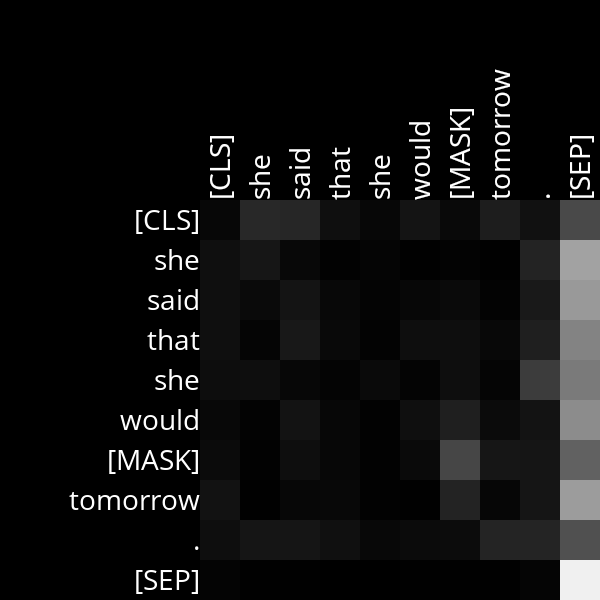 [CLS]
she
said
that
she
would
[MASK]
tomorrow
.
[SEP]
[CLS]
she
said
that
she
would
[MASK]
tomorrow
.
[SEP]